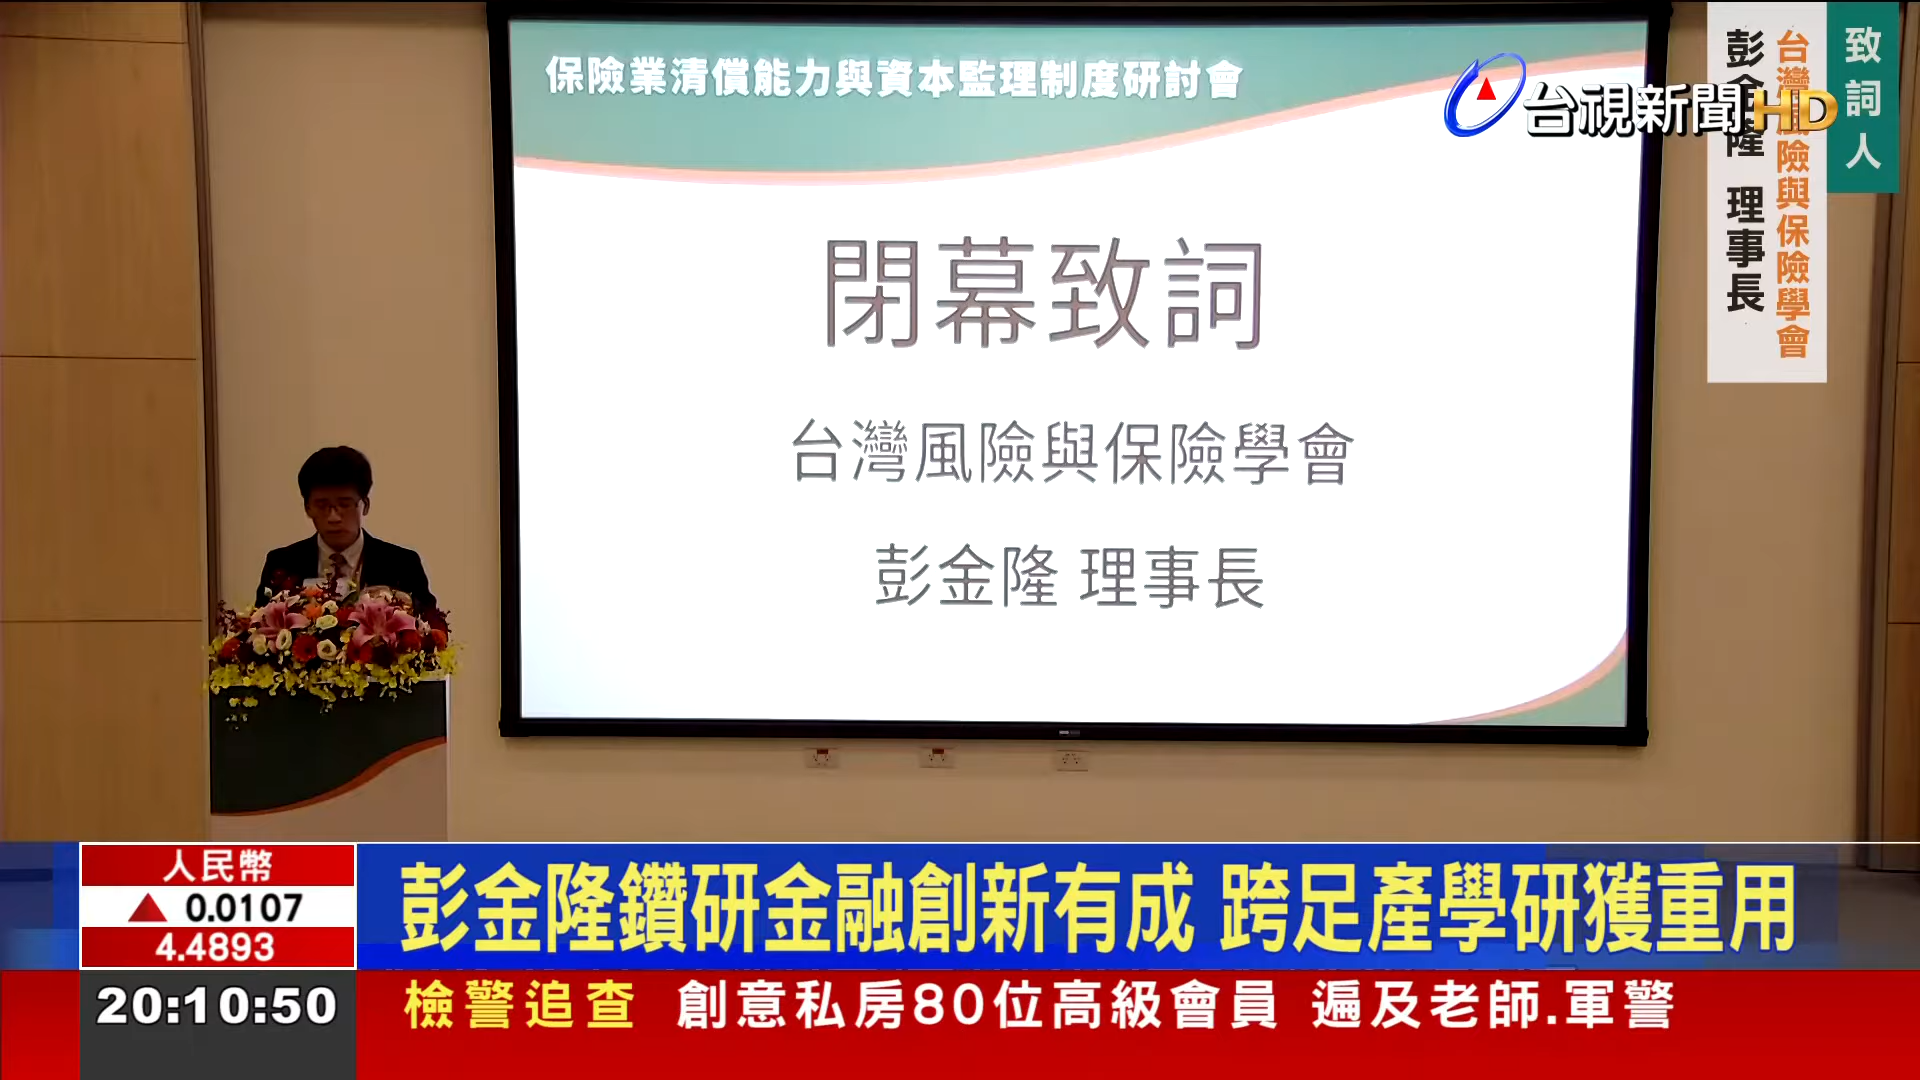 保險業清償能力與資本監理制度研討會
閉幕致詞
台灣風險與保險學會
彭金隆 理事長
台視新聞HD
致詞人
台灣風險與保險學會
彭金隆 理事長
人民幣
▲ 0.0107
4.4893
彭金隆鑽研金融創新有成 跨足產學研獲重用
20:10:50
檢警追查 創意私房80位高級會員 遍及老師.軍警